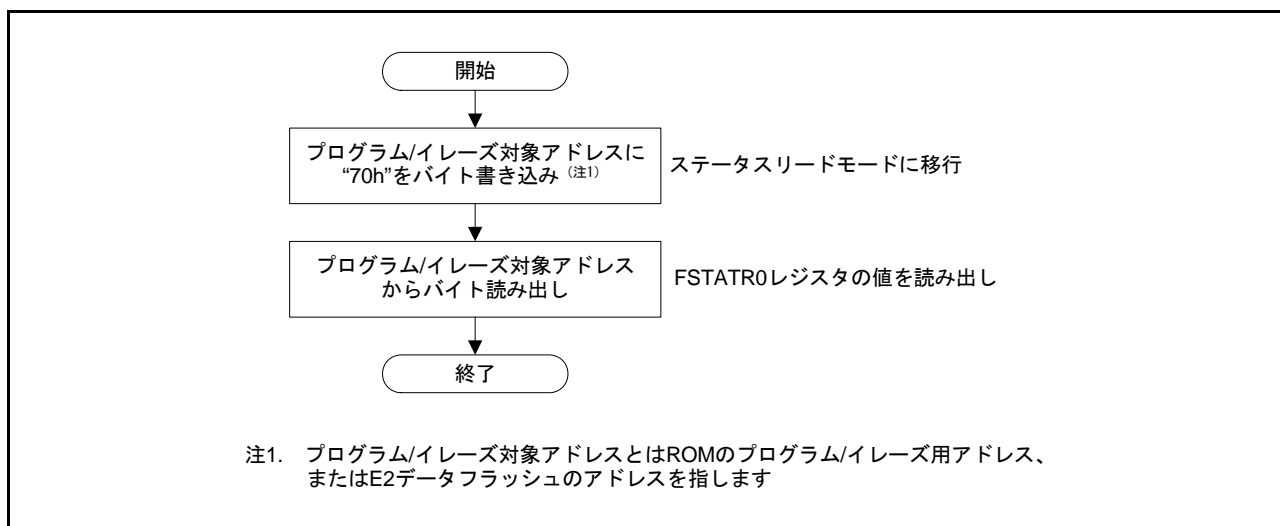 開始
プログラム/イレーズ対象アドレスに
“70h”をバイト書き込み（注1）
ステータスリードモードに移行
プログラム/イレーズ対象アドレス
からバイト読み出し
FSTATR0レジスタの値を読み出し
終了
注1. プログラム/イレーズ対象アドレスとはROMのプログラム/イレーズ用アドレス、
またはE2データフラッシュのアドレスを指します